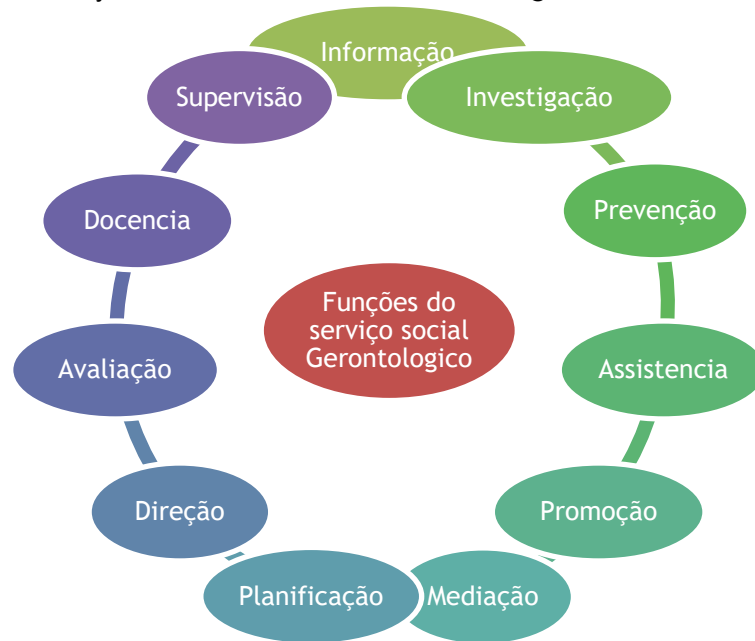 Informação
Investigação
Prevenção
Assistencia
Promoção
Mediação
Planificação
Direção
Avaliação
Docencia
Supervisão
Funções do
serviço social
Gerontologico